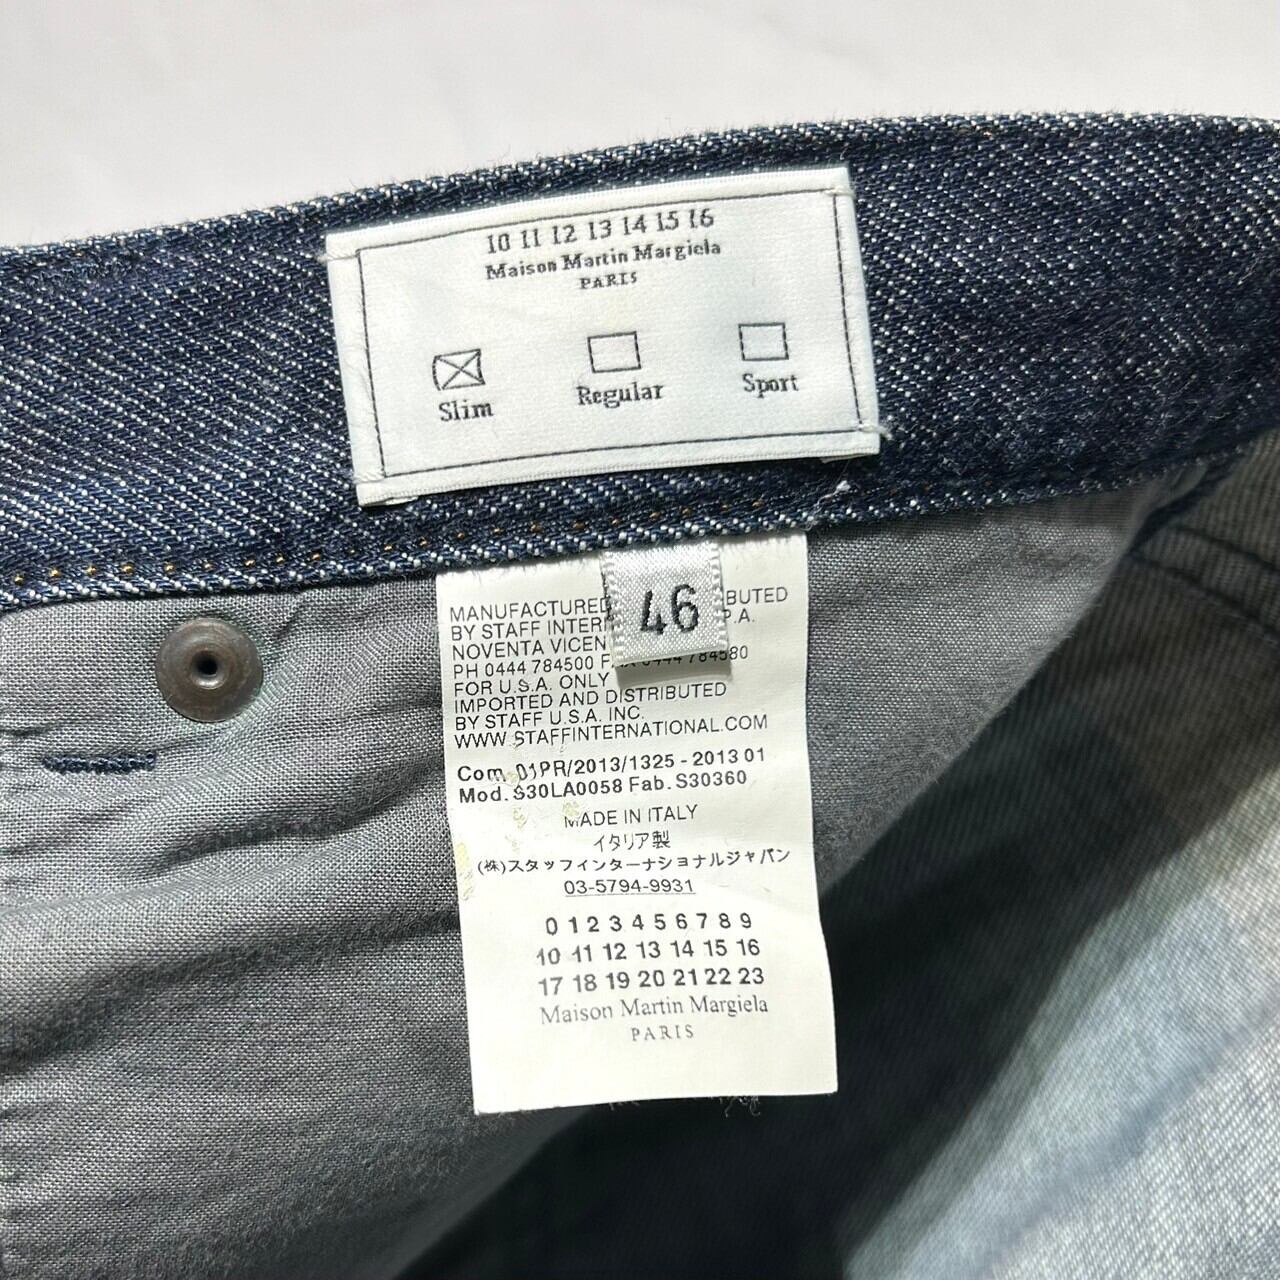 10 11 12 13 14 15 16
Maison Martin Margiela
PARIS
Slim Regular Sport
46
MANUFACTURED BUTED
BY STAFF INTER P.A.
NOVENTA VICEN
PH 0444 784500 FAX 0444 784580
FOR U.S.A. ONLY
IMPORTED AND DISTRIBUTED
BY STAFF U.S.A. INC.
WWW.STAFFINTERNATIONAL.COM
Com. 01PR/2013/1325 - 2013 01
Mod. S30LA0058 Fab. S30360
MADE IN ITALY
イタリア製
(株)スタッフインターナショナルジャパン
03-5794-9931
0 1 2 3 4 5 6 7 8 9
10 11 12 13 14 15 16
17 18 19 20 21 22 23
Maison Martin Margiela
PARIS